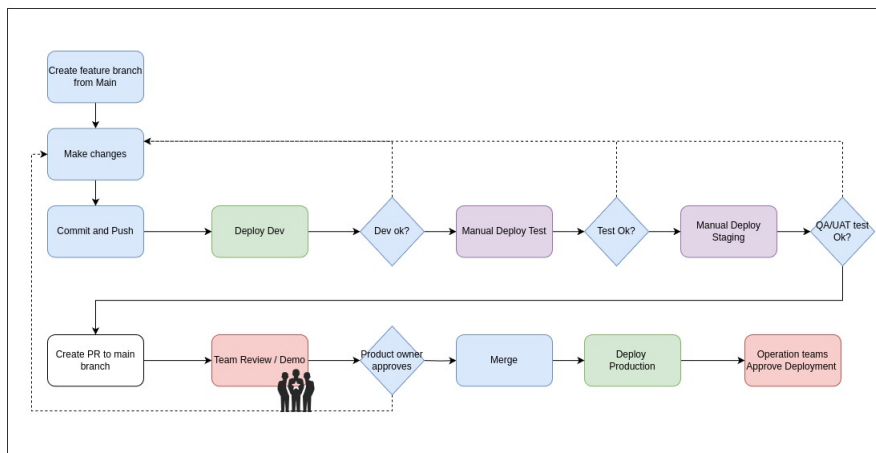 Create feature branch
from Main
Make changes
Commit and Push
Deploy Dev
Dev ok?
Manual Deploy Test
Test Ok?
Manual Deploy
Staging
QA/UAT test
Ok?
Create PR to main
branch
Team Review / Demo
Product owner
approves
Merge
Deploy
Production
Operation teams
Approve Deployment